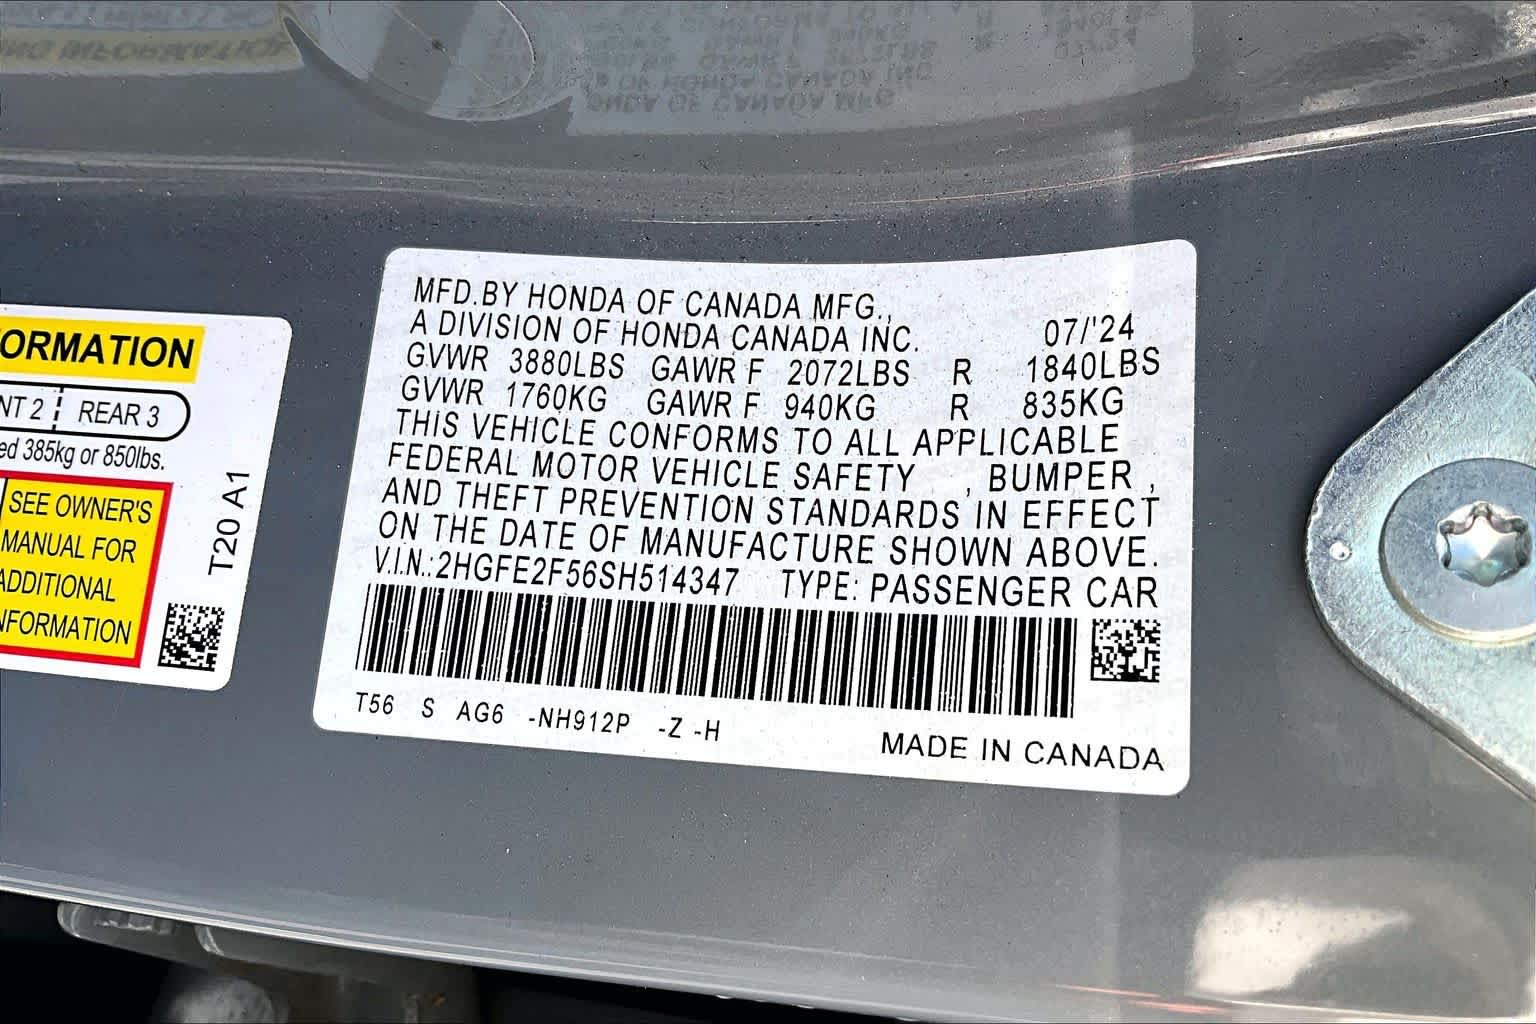 ORMATION
NT 2 REAR 3
ed 385kg or 850lbs.
SEE OWNER'S
MANUAL FOR
ADDITIONAL
NFORMATION
T20 A1
MFD.BY HONDA OF CANADA MFG.,
A DIVISION OF HONDA CANADA INC. 07/'24
GVWR 3880LBS GAWR F 2072LBS R 1840LBS
GVWR 1760KG GAWR F 940KG R 835KG
THIS VEHICLE CONFORMS TO ALL APPLICABLE
FEDERAL MOTOR VEHICLE SAFETY , BUMPER ,
AND THEFT PREVENTION STANDARDS IN EFFECT
ON THE DATE OF MANUFACTURE SHOWN ABOVE.
V.I.N.:2HGFE2F56SH514347 TYPE: PASSENGER CAR
T56 S AG6 -NH912P -Z -H
MADE IN CANADA